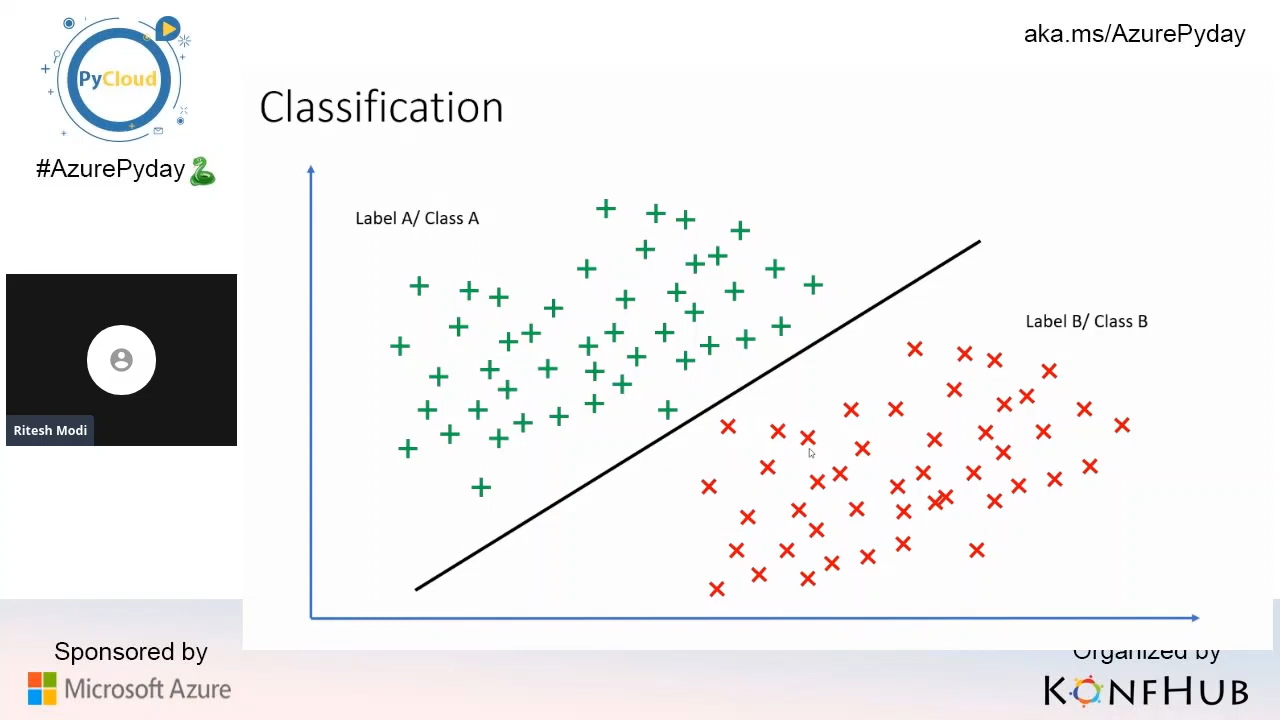 PyCloud
#AzurePyday
aka.ms/AzurePyday
Classification
Label A/ Class A
Label B/ Class B
Ritesh Modi
Sponsored by
Microsoft Azure
Organized by
KONFHUB